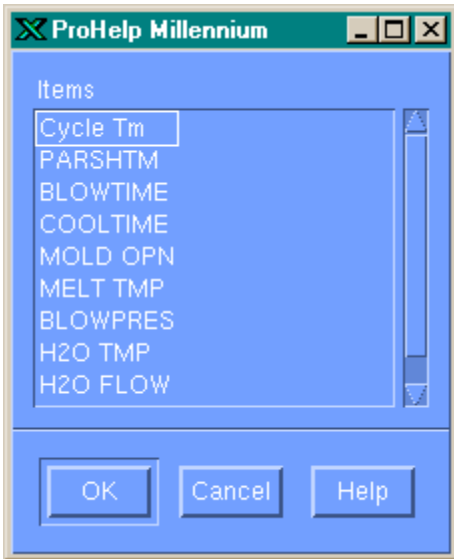 ProHelp Millennium
Items
Cycle Tm
PARSHTM
BLOWTIME
COOLTIME
MOLD OPN
MELT TMP
BLOWPRES
H2O TMP
H2O FLOW
OK Cancel Help